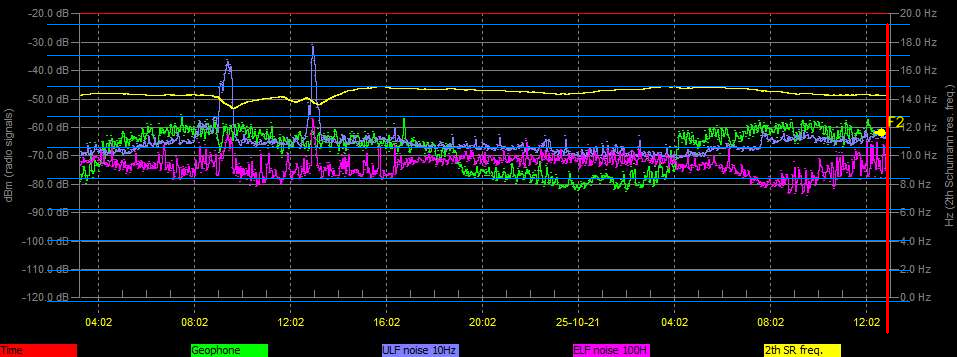 -20.0 dB 20.0 Hz
-30.0 dB 18.0 Hz
-40.0 dB 16.0 Hz
-50.0 dB 14.0 Hz
-60.0 dB 12.0 Hz
F2
-70.0 dB 10.0 Hz
-80.0 dB 8.0 Hz
-90.0 dB 6.0 Hz
-100.0 dB 4.0 Hz
-110.0 dB 2.0 Hz
-120.0 dB 0.0 Hz
dBm (radio signals)
Hz (2th Schumann res. freq.)
04:02 08:02 12:02 16:02 20:02 25-10-21 04:02 08:02 12:02
Time Geophone ULF noise 10Hz ELF noise 100H 2th SR freq.